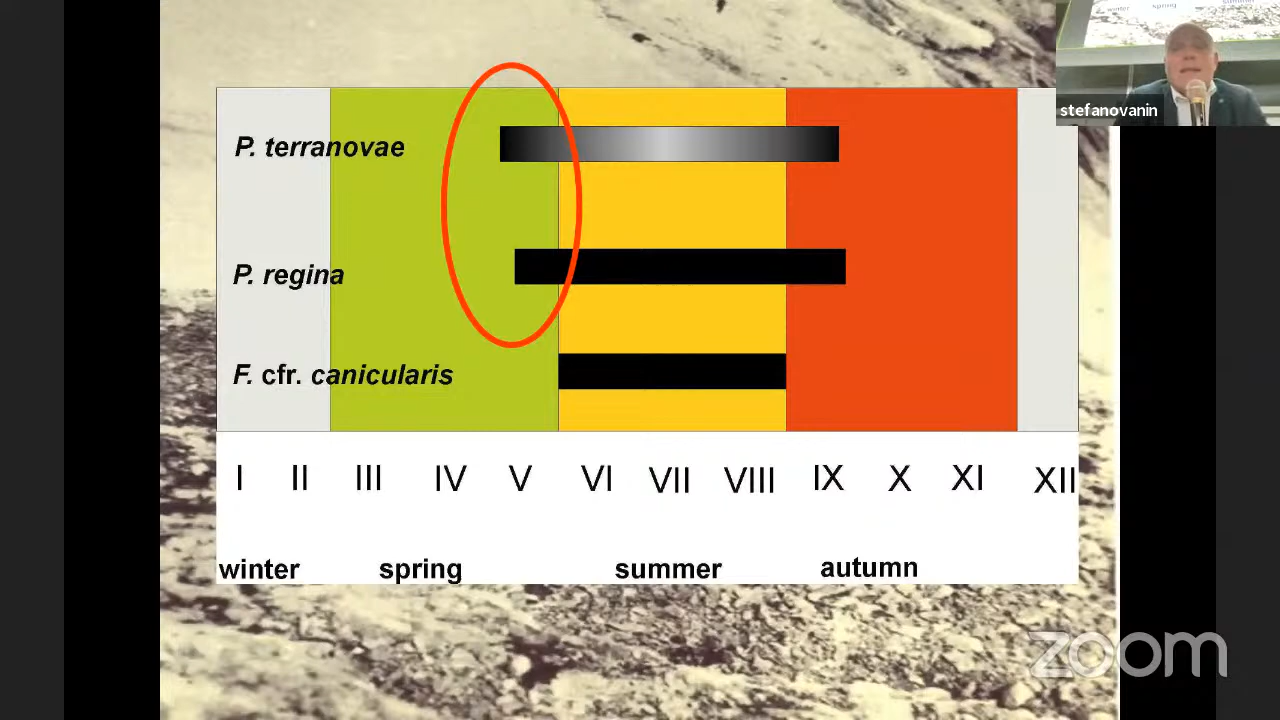 stefanovanin
P. terranovae
P. regina
F. cfr. canicularis
I II III IV V VI VII VIII IX X XI XII
winter spring summer autumn
zoom